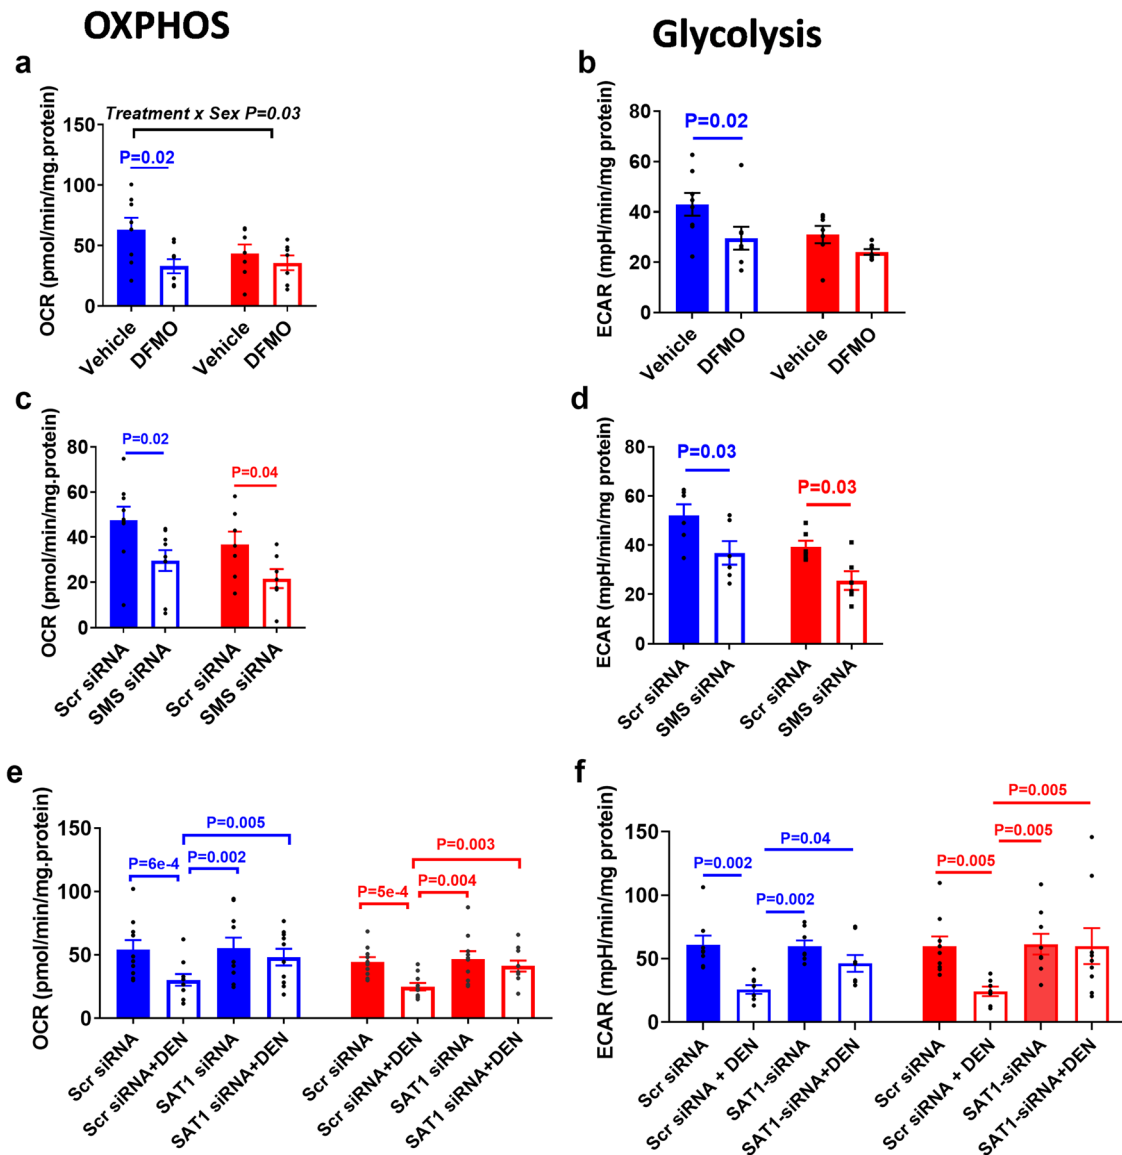 OXPHOS
Glycolysis
a
Treatment x Sex P=0.03
P=0.02
OCR (pmol/min/mg.protein)
150
100
50
0
Vehicle
DFMO
Vehicle
DFMO
b
P=0.02
ECAR (mpH/min/mg protein)
80
60
40
20
0
Vehicle
DFMO
Vehicle
DFMO
c
P=0.02
P=0.04
OCR (pmol/min/mg.protein)
80
60
40
20
0
Scr siRNA
SMS siRNA
Scr siRNA
SMS siRNA
d
P=0.03
P=0.03
ECAR (mpH/min/mg protein)
80
60
40
20
0
Scr siRNA
SMS siRNA
Scr siRNA
SMS siRNA
e
P=0.005
P=6e-4
P=0.002
P=0.003
P=5e-4
P=0.004
OCR (pmol/min/mg.protein)
150
100
50
0
Scr siRNA
Scr siRNA+DEN
SAT1 siRNA
SAT1 siRNA+DEN
Scr siRNA
Scr siRNA+DEN
SAT1 siRNA
SAT1 siRNA+DEN
f
P=0.04
P=0.002
P=0.002
P=0.005
P=0.005
P=0.005
ECAR (mpH/min/mg protein)
150
100
50
0
Scr siRNA
Scr siRNA + DEN
SAT1-siRNA
SAT1-siRNA+DEN
Scr siRNA
Scr siRNA + DEN
SAT1-siRNA
SAT1-siRNA+DEN